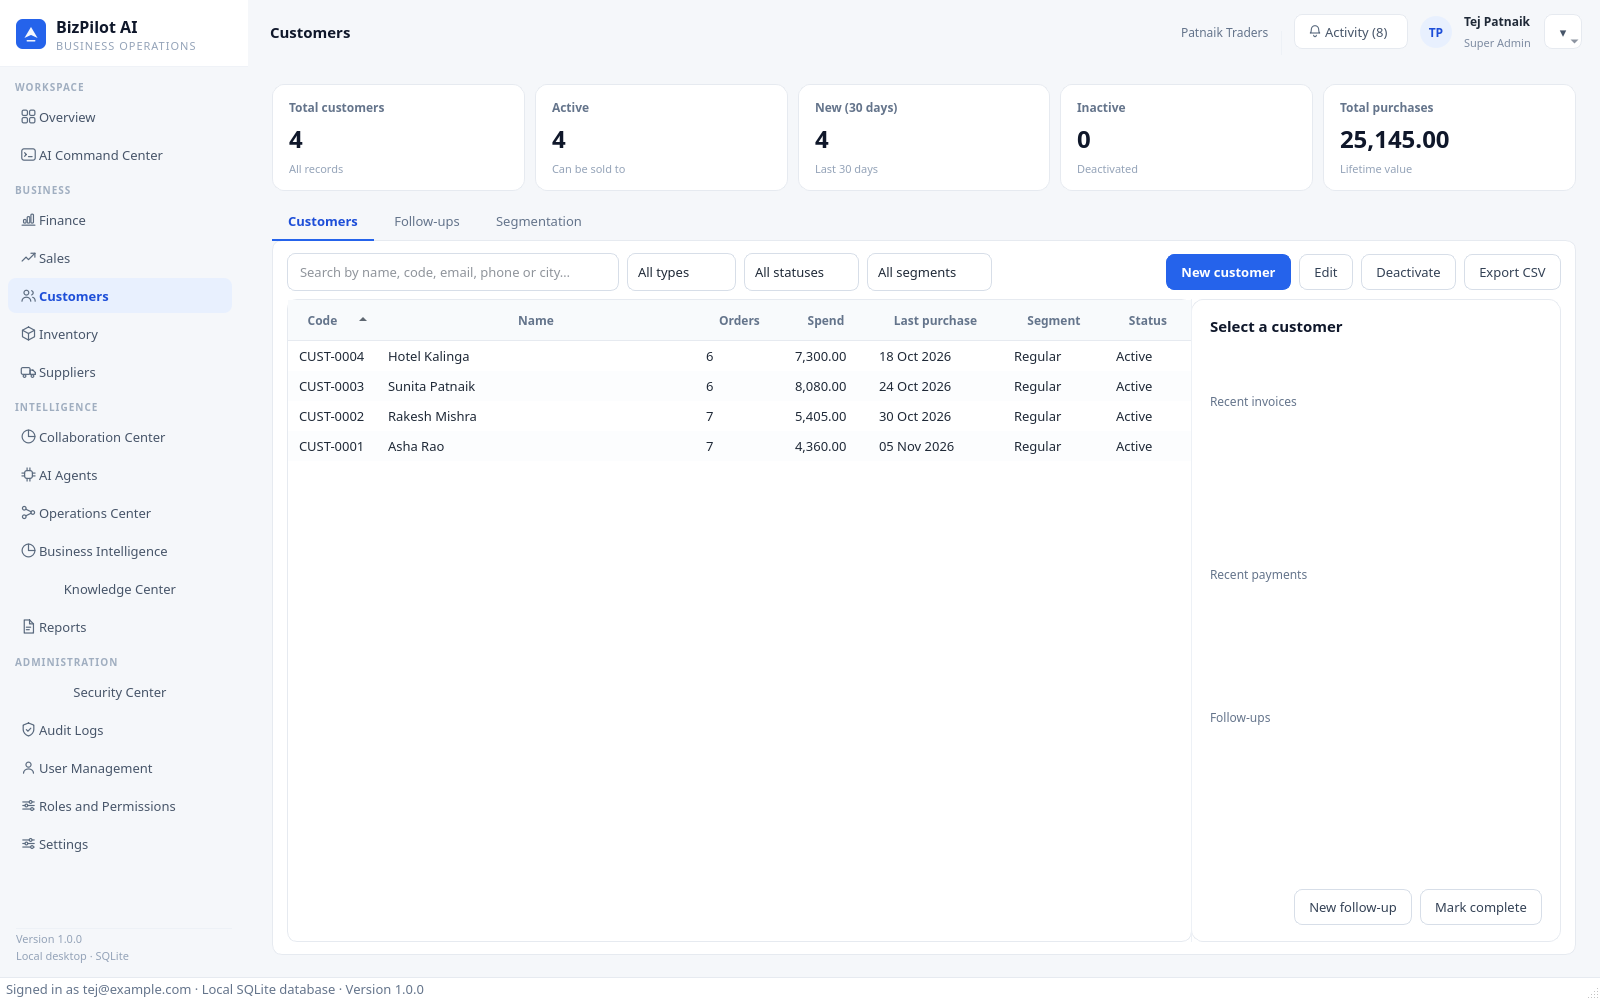 BizPilot AI
BUSINESS OPERATIONS
Customers
Patnaik Traders
Activity (8)
TP
Tej Patnaik
Super Admin
WORKSPACE
Overview
AI Command Center
BUSINESS
Finance
Sales
Customers
Inventory
Suppliers
INTELLIGENCE
Collaboration Center
AI Agents
Operations Center
Business Intelligence
Knowledge Center
Reports
ADMINISTRATION
Security Center
Audit Logs
User Management
Roles and Permissions
Settings
Version 1.0.0
Local desktop · SQLite
Total customers
4
All records
Active
4
Can be sold to
New (30 days)
4
Last 30 days
Inactive
0
Deactivated
Total purchases
25,145.00
Lifetime value
Customers Follow-ups Segmentation
Search by name, code, email, phone or city... All types All statuses All segments New customer Edit Deactivate Export CSV
Code Name Orders Spend Last purchase Segment Status
CUST-0004 Hotel Kalinga 6 7,300.00 18 Oct 2026 Regular Active
CUST-0003 Sunita Patnaik 6 8,080.00 24 Oct 2026 Regular Active
CUST-0002 Rakesh Mishra 7 5,405.00 30 Oct 2026 Regular Active
CUST-0001 Asha Rao 7 4,360.00 05 Nov 2026 Regular Active
Select a customer
Recent invoices
Recent payments
Follow-ups
New follow-up Mark complete
Signed in as tej@example.com · Local SQLite database · Version 1.0.0